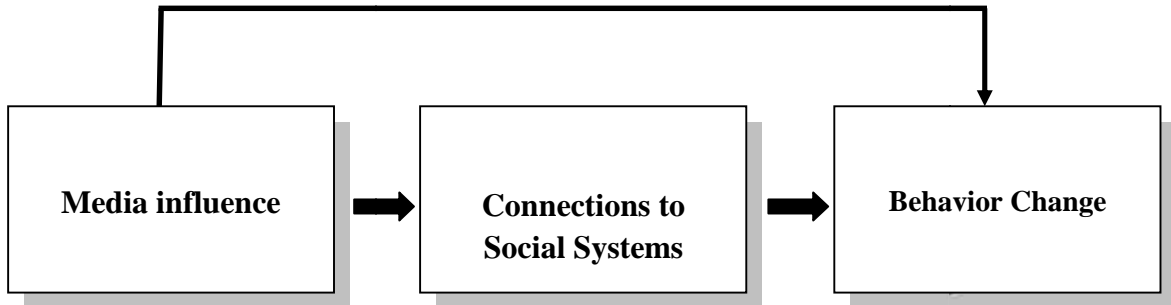 Media influence
Connections to
Social Systems
Behavior Change